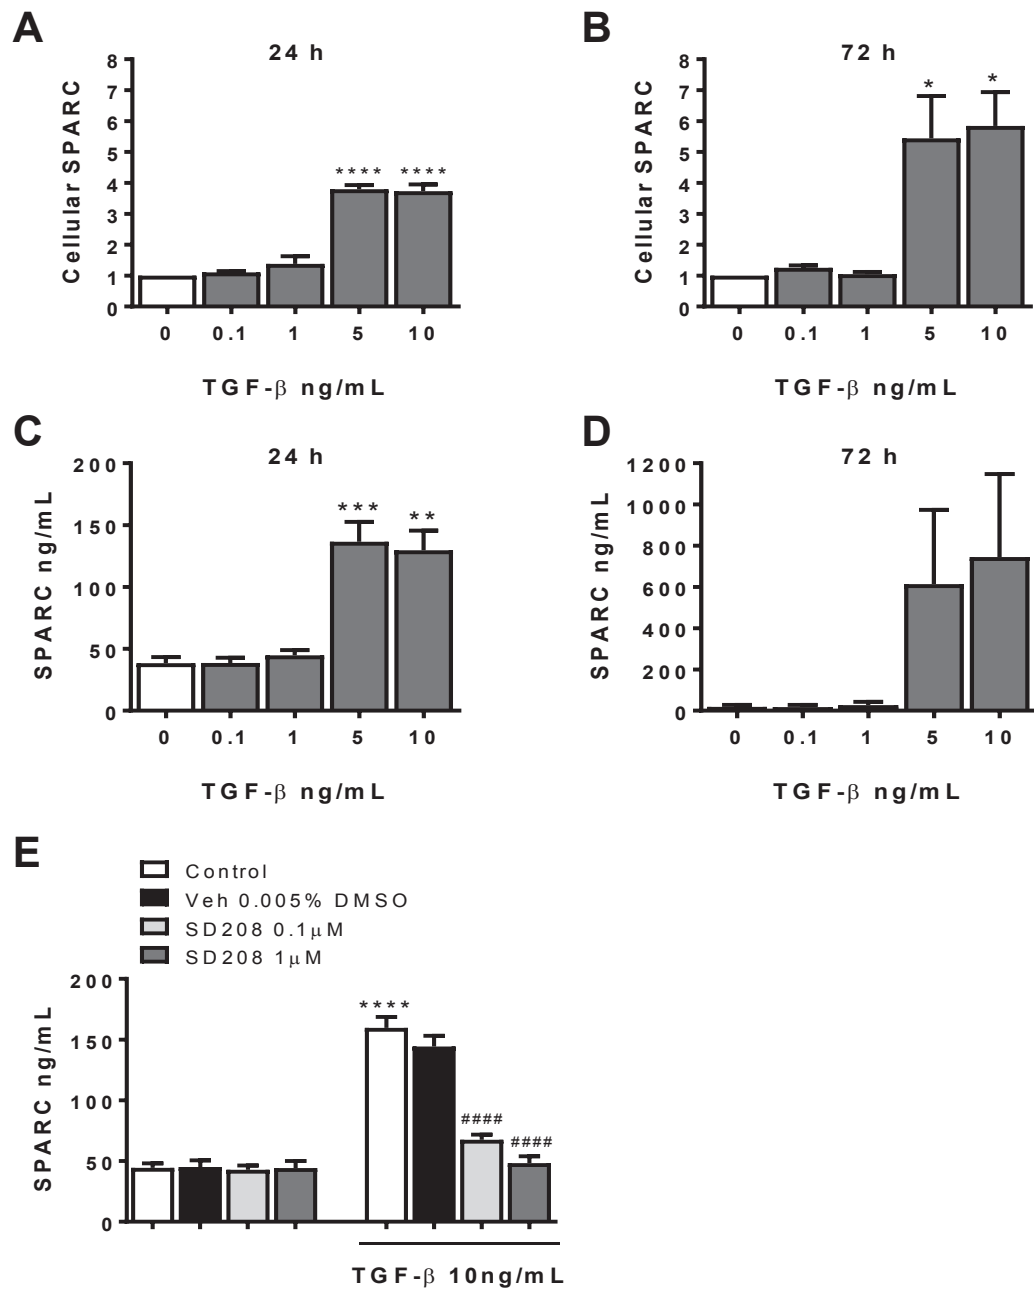 A
24 h
Cellular SPARC
8
7
6
5
4
3
2
1
0
**** ****
0 0.1 1 5 10
TGF-β ng/mL
B
72 h
Cellular SPARC
8
7
6
5
4
3
2
1
0
* *
0 0.1 1 5 10
TGF-β ng/mL
C
24 h
SPARC ng/mL
200
150
100
50
0
*** **
0 0.1 1 5 10
TGF-β ng/mL
D
72 h
SPARC ng/mL
1200
1000
800
600
400
200
0
0 0.1 1 5 10
TGF-β ng/mL
E
Control
Veh 0.005% DMSO
SD208 0.1μM
SD208 1μM
SPARC ng/mL
200
150
100
50
0
****
####
####
TGF-β 10ng/mL